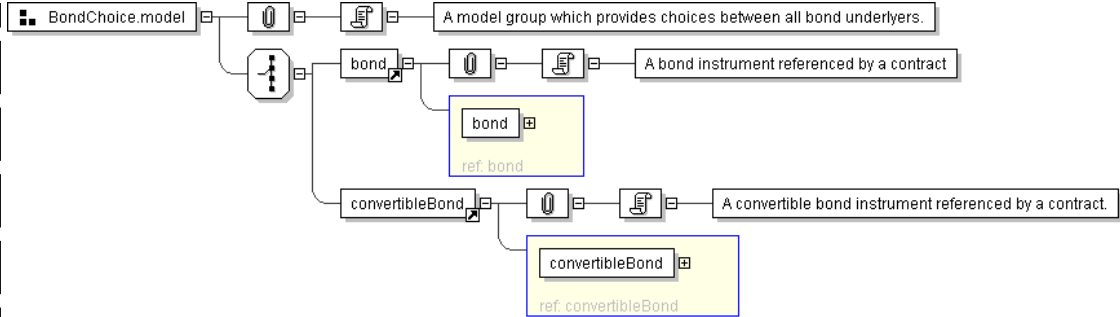 BondChoice.model
A model group which provides choices between all bond underlyers.
bond
A bond instrument referenced by a contract
bond
ref: bond
convertibleBond
A convertible bond instrument referenced by a contract.
convertibleBond
ref: convertibleBond